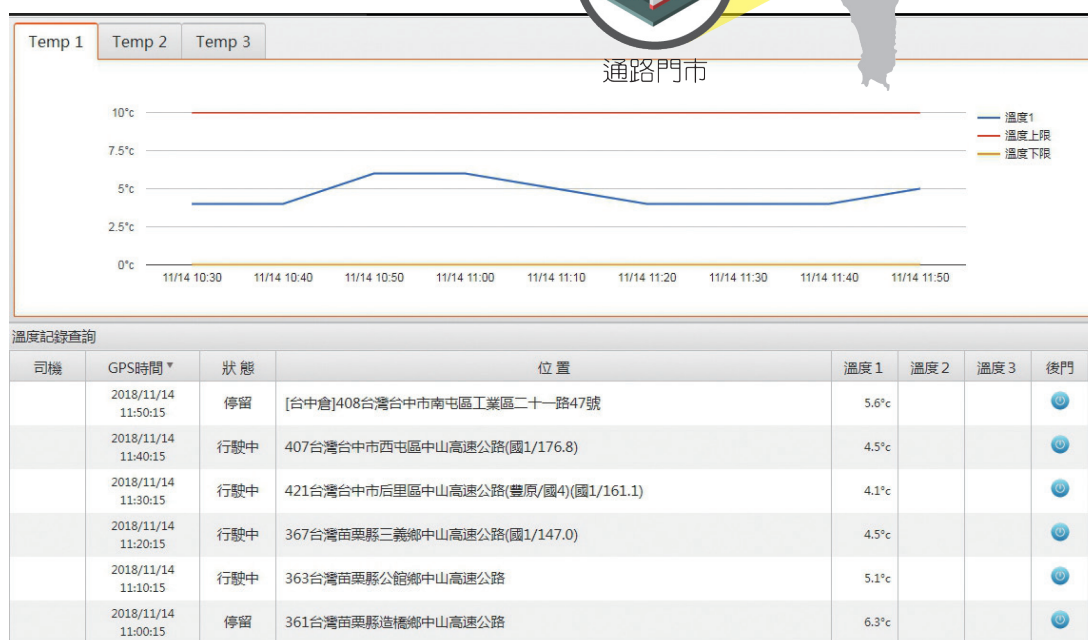 通路門市
Temp 1 Temp 2 Temp 3
10°c
7.5°c
5°c
2.5°c
0°c
溫度1
溫度上限
溫度下限
11/14 10:30 11/14 10:40 11/14 10:50 11/14 11:00 11/14 11:10 11/14 11:20 11/14 11:30 11/14 11:40 11/14 11:50
溫度記錄查詢
司機 GPS時間 狀態 位置 溫度1 溫度2 溫度3 後門
2018/11/14 11:50:15 停留 [台中倉]408台灣台中市南屯區工業區二十一路47號 5.6°c
2018/11/14 11:40:15 行駛中 407台灣台中市西屯區中山高速公路(國1/176.8) 4.5°c
2018/11/14 11:30:15 行駛中 421台灣台中市后里區中山高速公路(豐原/國4)(國1/161.1) 4.1°c
2018/11/14 11:20:15 行駛中 367台灣苗栗縣三義鄉中山高速公路(國1/147.0) 4.5°c
2018/11/14 11:10:15 行駛中 363台灣苗栗縣公館鄉中山高速公路 5.1°c
2018/11/14 11:00:15 停留 361台灣苗栗縣造橋鄉中山高速公路 6.3°c